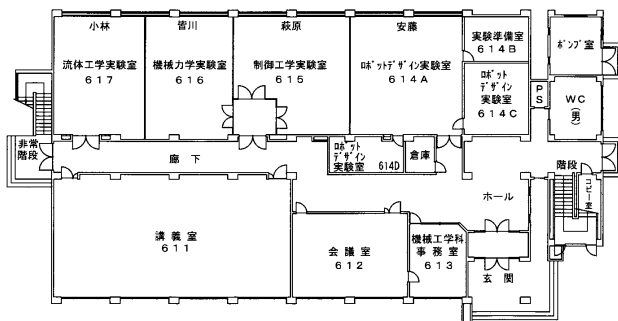 小林
流体工学実験室
617
皆川
機械力学実験室
616
萩原
制御工学実験室
615
安藤
ロボットデザイン実験室
614A
実験準備室
614B
ロボット
デザイン
実験室
614C
ポンプ室
PS
WC
(男)
非常
階段
廊下
ロボット
デザイン
実験室
614D
倉庫
階段
コピー室
ホール
講義室
611
会議室
612
機械工学科
事務室
613
玄関